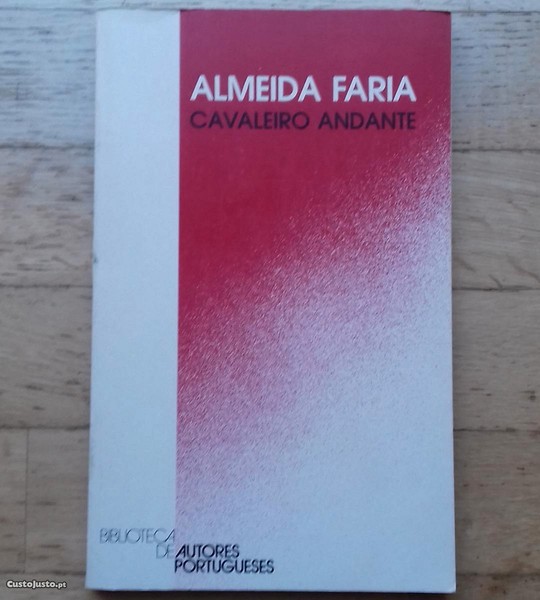 ALMEIDA FARIA
CAVALEIRO ANDANTE
BIBLIOTECA
DE AUTORES
PORTUGUESES
CustoJusto.pt